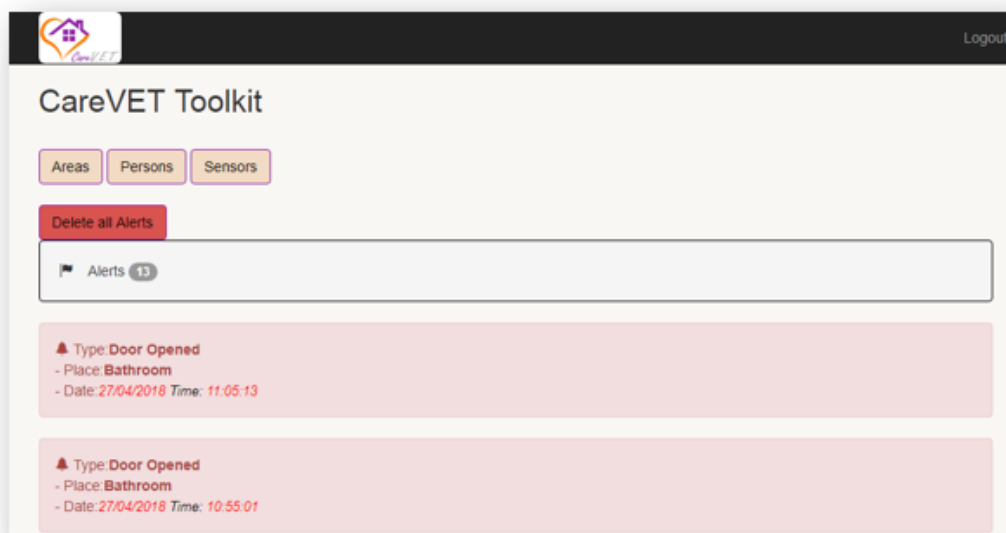 CareV.E.T.
Logout
CareVET Toolkit
Areas Persons Sensors
Delete all Alerts
Alerts 13
Type:Door Opened
- Place:Bathroom
- Date:27/04/2018 Time: 11:05:13
Type:Door Opened
- Place:Bathroom
- Date:27/04/2018 Time: 10:55:01